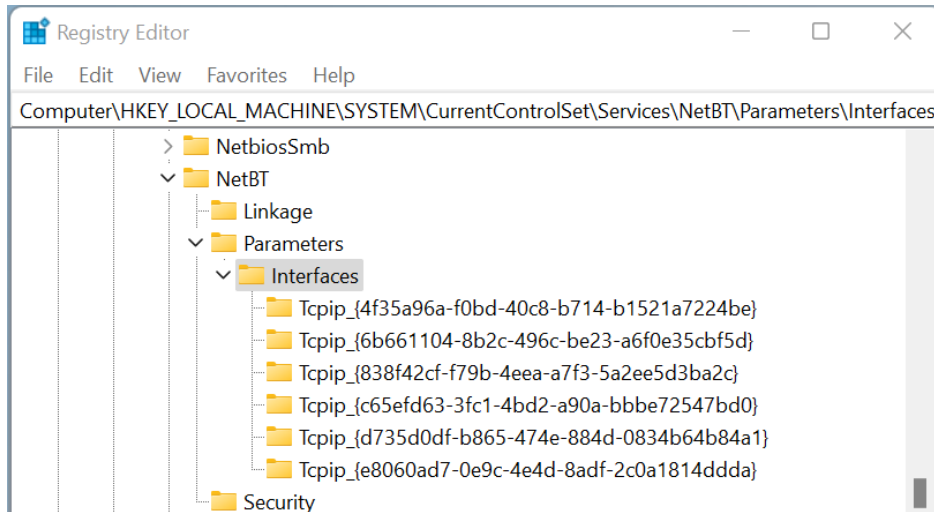 Registry Editor
File Edit View Favorites Help
Computer\HKEY_LOCAL_MACHINE\SYSTEM\CurrentControlSet\Services\NetBT\Parameters\Interfaces
NetbiosSmb
NetBT
Linkage
Parameters
Interfaces
Tcpip_{4f35a96a-f0bd-40c8-b714-b1521a7224be}
Tcpip_{6b661104-8b2c-496c-be23-a6f0e35cbf5d}
Tcpip_{838f42cf-f79b-4eea-a7f3-5a2ee5d3ba2c}
Tcpip_{c65efd63-3fc1-4bd2-a90a-bbbe72547bd0}
Tcpip_{d735d0df-b865-474e-884d-0834b64b84a1}
Tcpip_{e8060ad7-0e9c-4e4d-8adf-2c0a1814ddda}
Security